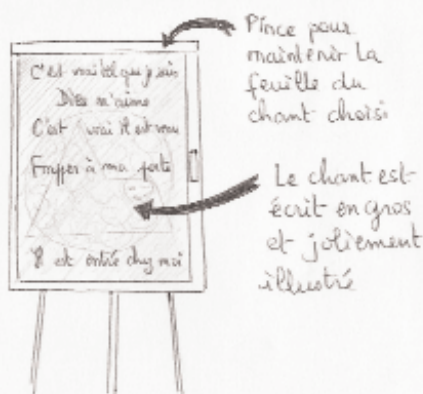 C'est vrai tel que je suis
Dieu m'aime
C'est vrai il est venu
Frapper à ma porte
Il est entré chez moi
Pince pour
maintenir la
feuille du
chant choisi
Le chant est
écrit en gros
et joliement
illustré